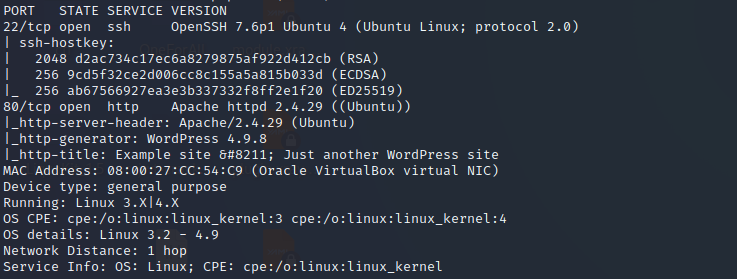 PORT   STATE SERVICE VERSION
22/tcp open  ssh     OpenSSH 7.6p1 Ubuntu 4 (Ubuntu Linux; protocol 2.0)
| ssh-hostkey:
|   2048 d2ac734c17ec6a8279875af922d412cb (RSA)
|   256 9cd5f32ce2d006cc8c155a5a815b033d (ECDSA)
|_  256 ab67566927ea3e3b337332f8ff2e1f20 (ED25519)
80/tcp open  http    Apache httpd 2.4.29 ((Ubuntu))
|_http-server-header: Apache/2.4.29 (Ubuntu)
|_http-generator: WordPress 4.9.8
|_http-title: Example site &#8211; Just another WordPress site
MAC Address: 08:00:27:CC:54:C9 (Oracle VirtualBox virtual NIC)
Device type: general purpose
Running: Linux 3.X|4.X
OS CPE: cpe:/o:linux:linux_kernel:3 cpe:/o:linux:linux_kernel:4
OS details: Linux 3.2 - 4.9
Network Distance: 1 hop
Service Info: OS: Linux; CPE: cpe:/o:linux:linux_kernel